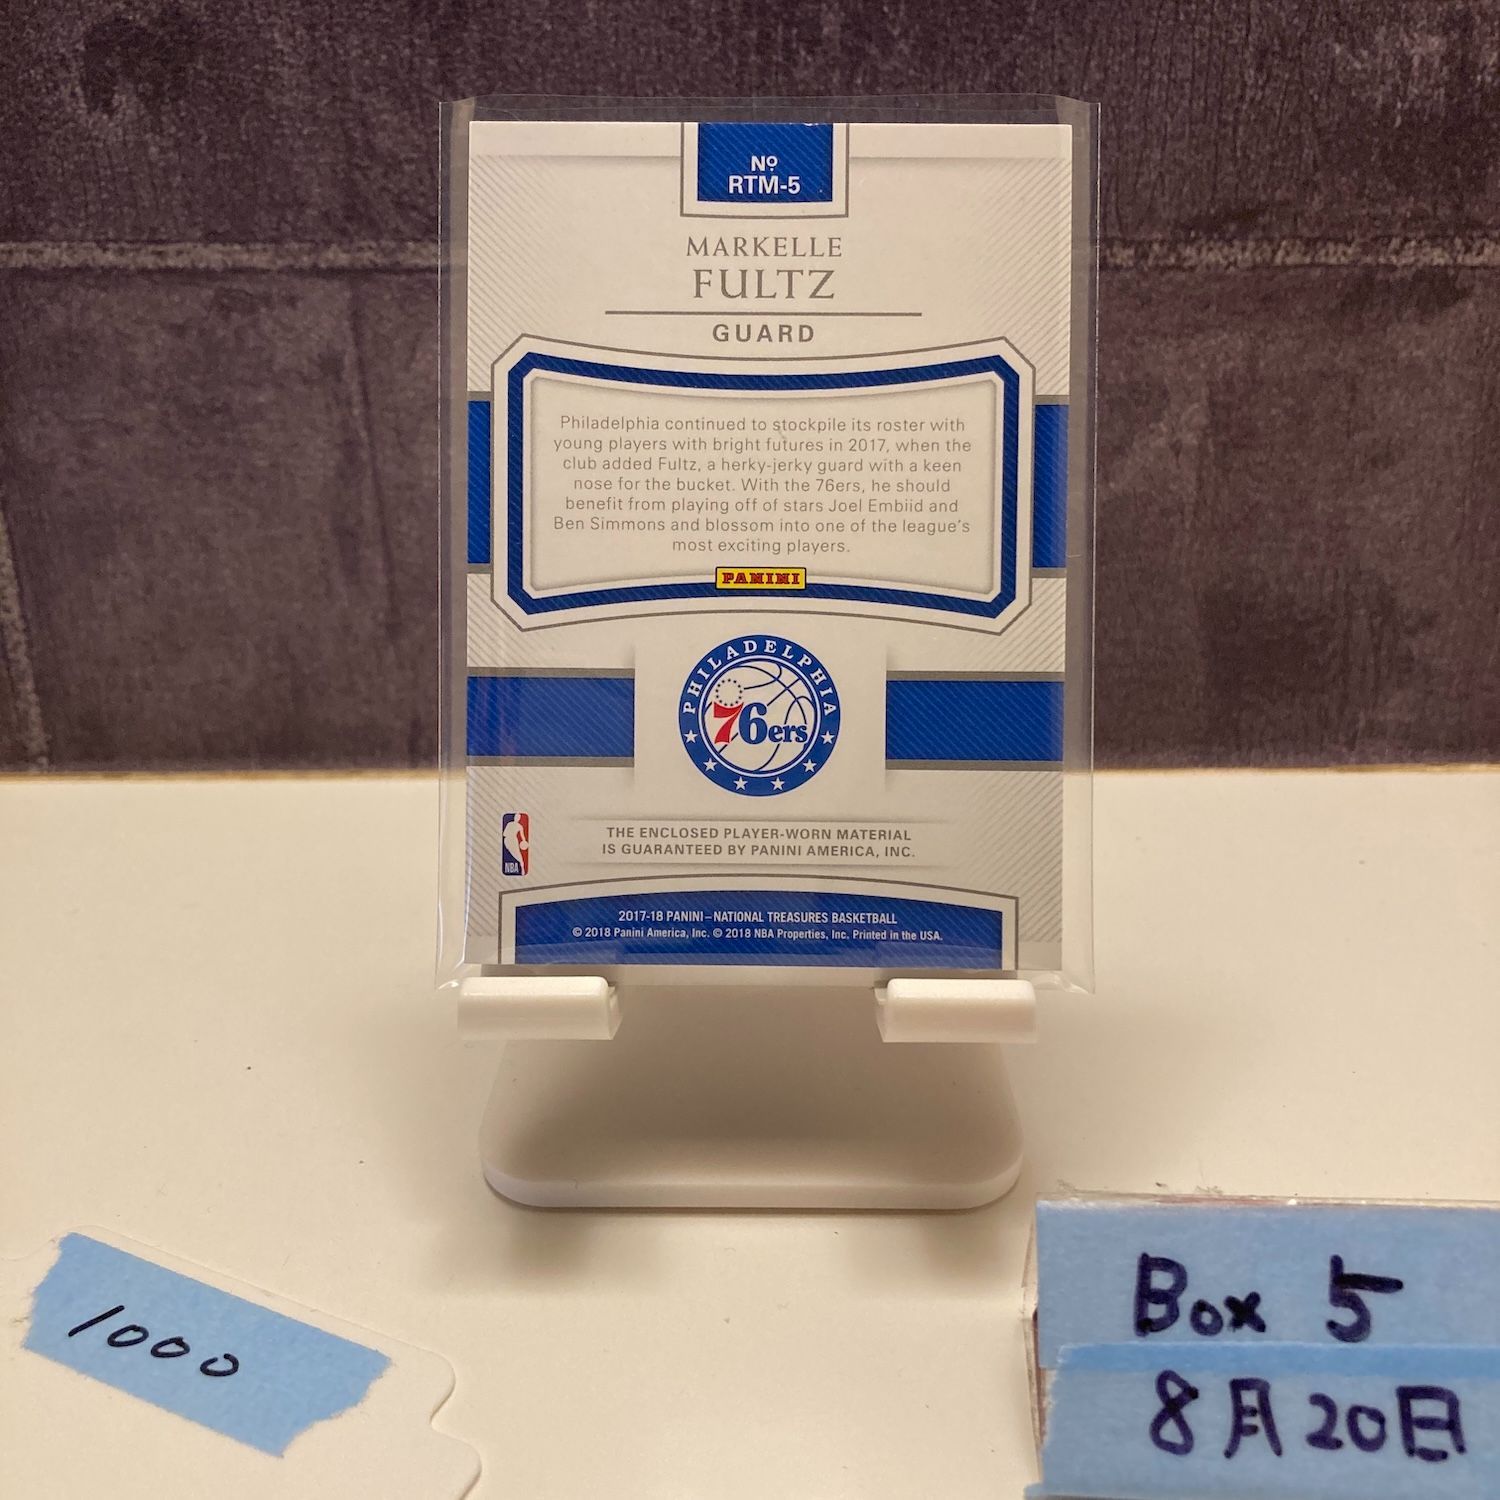 Nº
RTM-5
MARKELLE
FULTZ
GUARD
Philadelphia continued to stockpile its roster with
young players with bright futures in 2017, when the
club added Fultz, a herky-jerky guard with a keen
nose for the bucket. With the 76ers, he should
benefit from playing off of stars Joel Embiid and
Ben Simmons and blossom into one of the league's
most exciting players.
PANINI
PHILADELPHIA
76ers
NBA
THE ENCLOSED PLAYER-WORN MATERIAL
IS GUARANTEED BY PANINI AMERICA, INC.
2017-18 PANINI – NATIONAL TREASURES BASKETBALL
© 2018 Panini America, Inc. © 2018 NBA Properties, Inc. Printed in the USA.
1000
Box 5
8月20日